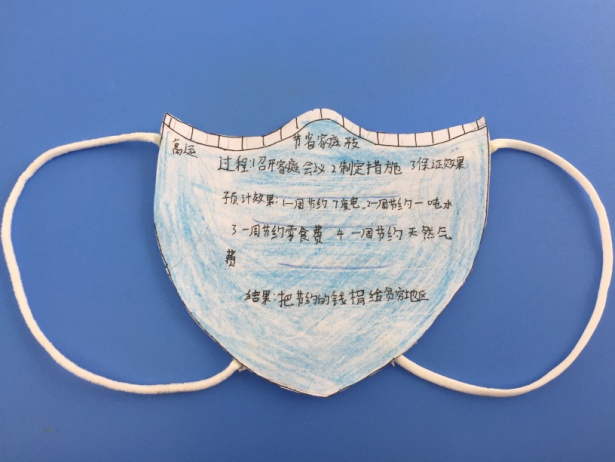 节省家庭
高运
过程:1召开家庭会议 2制定措施 3保证效果
预计效果:1一周节约7度电 2一周节约一吨水
3一周节约零食费 4 一周节约天然气
费
结果:把节约的钱捐给贫穷地区